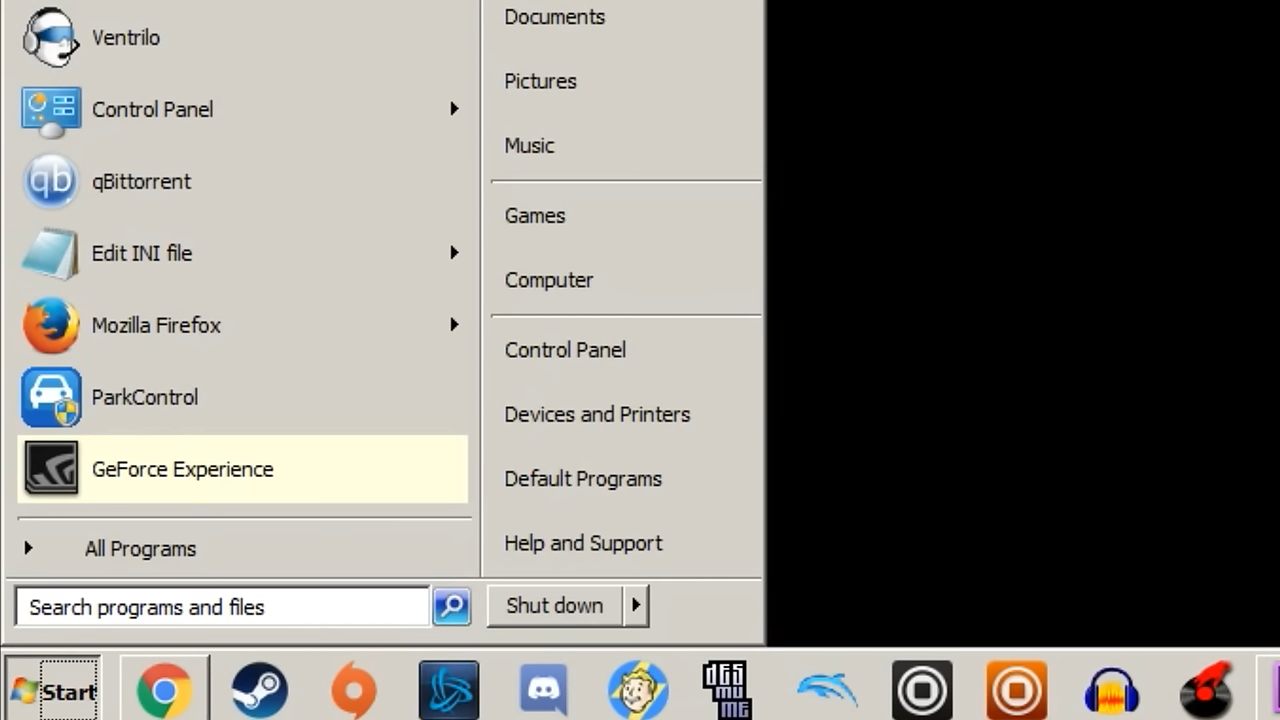 Ventrilo
Control Panel
qBittorrent
Edit INI file
Mozilla Firefox
ParkControl
GeForce Experience
All Programs
Search programs and files
Documents
Pictures
Music
Games
Computer
Control Panel
Devices and Printers
Default Programs
Help and Support
Shut down
Start
qb